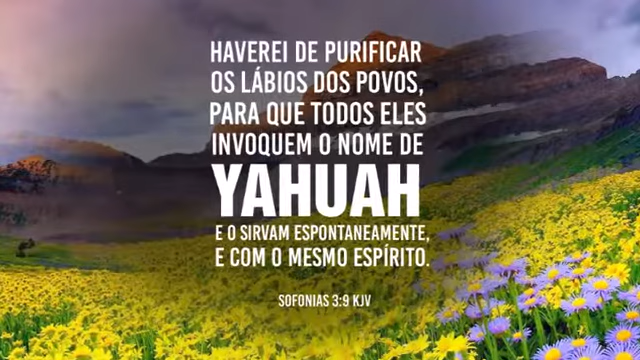 HAVEREI DE PURIFICAR
OS LÁBIOS DOS POVOS,
PARA QUE TODOS ELES
INVOQUEM O NOME DE
YAHUAH
E O SIRVAM ESPONTANEAMENTE,
E COM O MESMO ESPÍRITO.
SOFONIAS 3:9 KJV